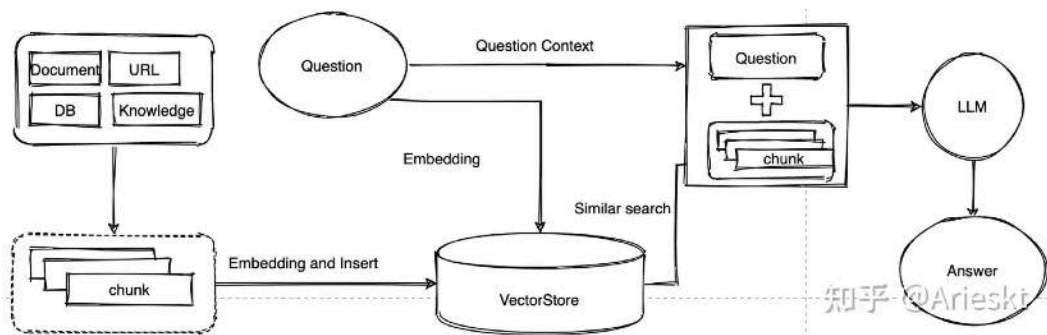 Document
URL
DB
Knowledge
Question
Question Context
Question
chunk
LLM
Embedding
Similar search
chunk
Embedding and Insert
VectorStore
Answer
知乎 @Arieskt